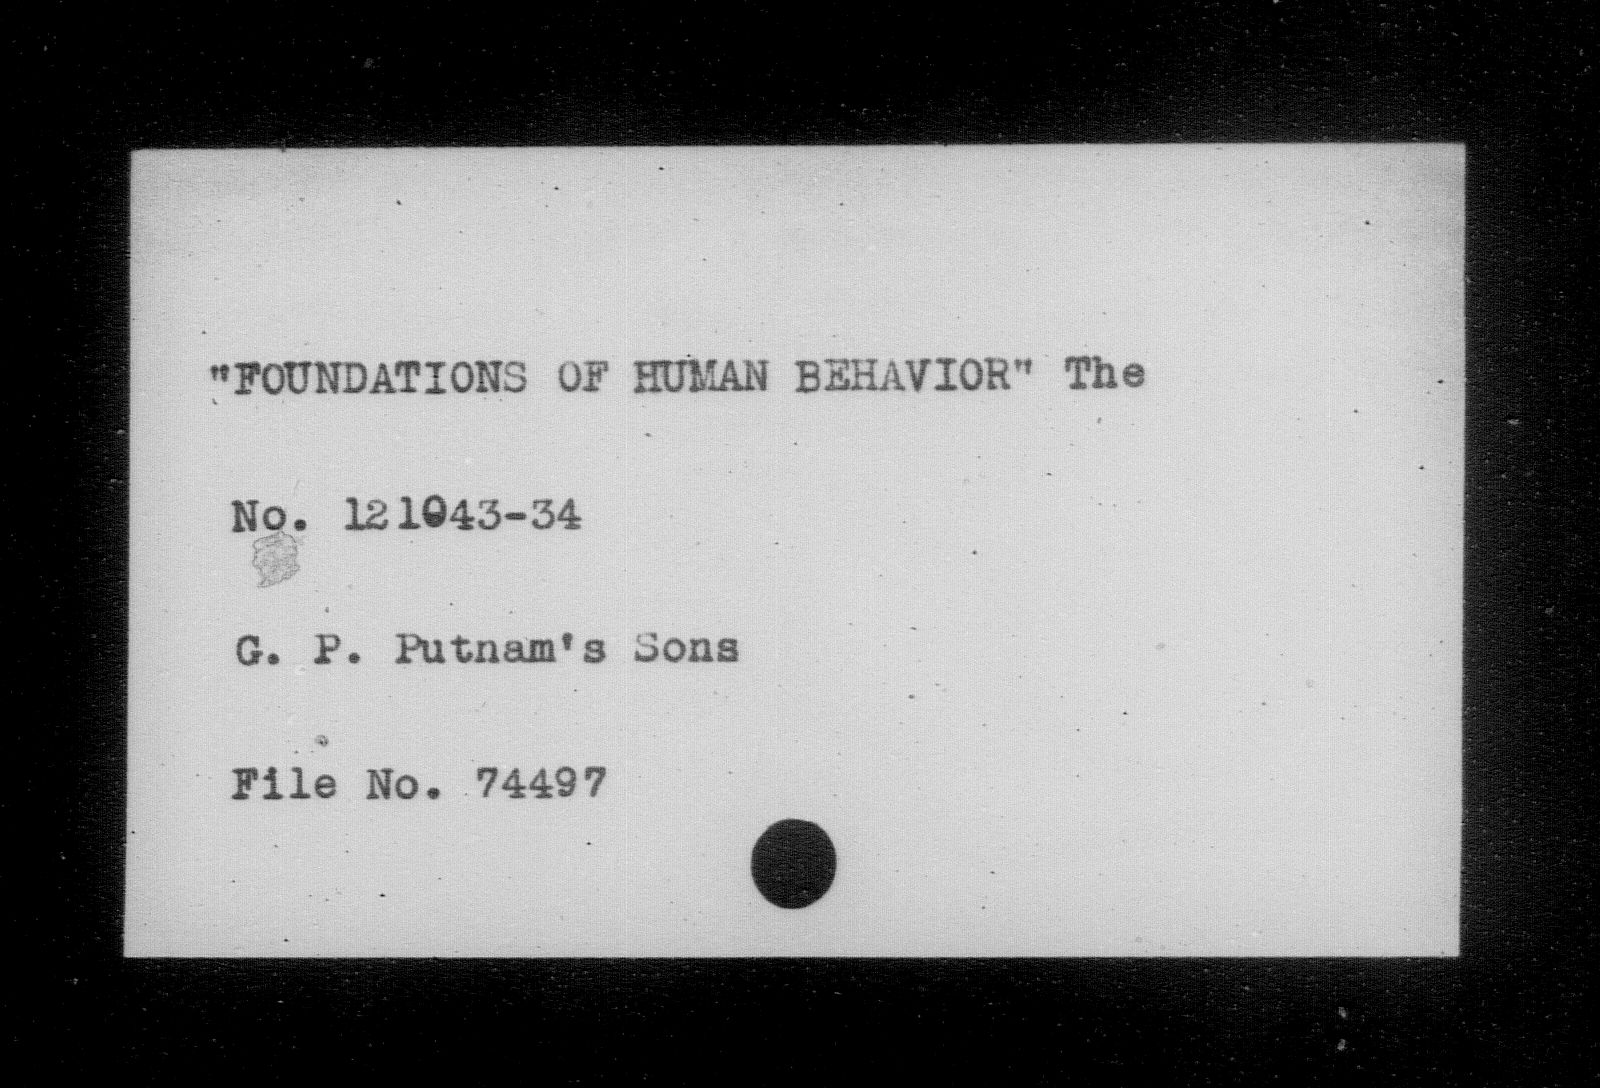 "FOUNDATIONS OF HUMAN BEHAVIOR" The
No. 121043-34
G. P. Putnam's Sons
File No. 74497